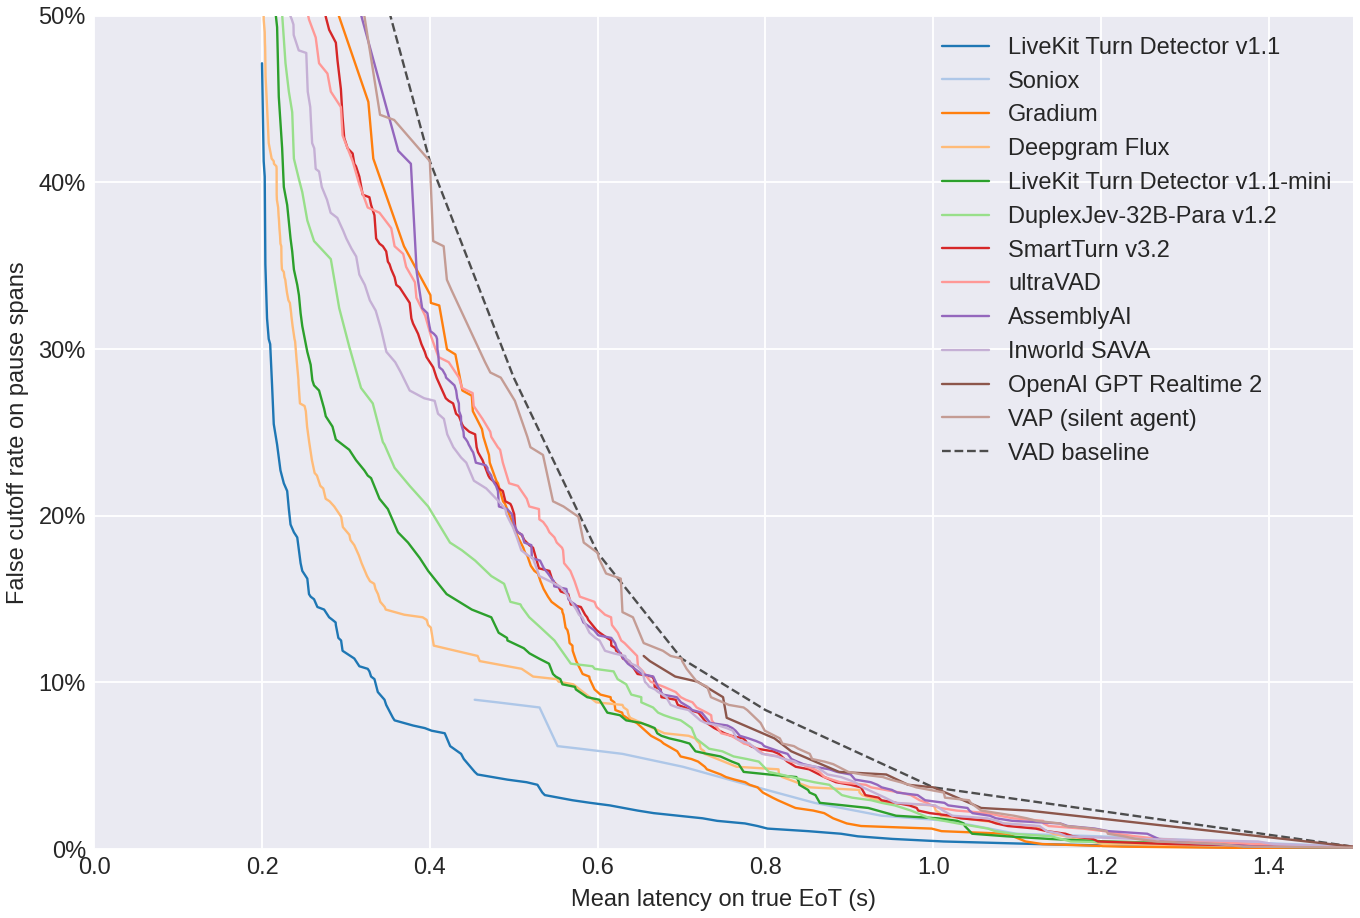 50%
40%
30%
20%
10%
0%
False cutoff rate on pause spans
LiveKit Turn Detector v1.1
Soniox
Gradium
Deepgram Flux
LiveKit Turn Detector v1.1-mini
DuplexJev-32B-Para v1.2
SmartTurn v3.2
ultraVAD
AssemblyAI
Inworld SAVA
OpenAI GPT Realtime 2
VAP (silent agent)
VAD baseline
0.0 0.2 0.4 0.6 0.8 1.0 1.2 1.4
Mean latency on true EoT (s)